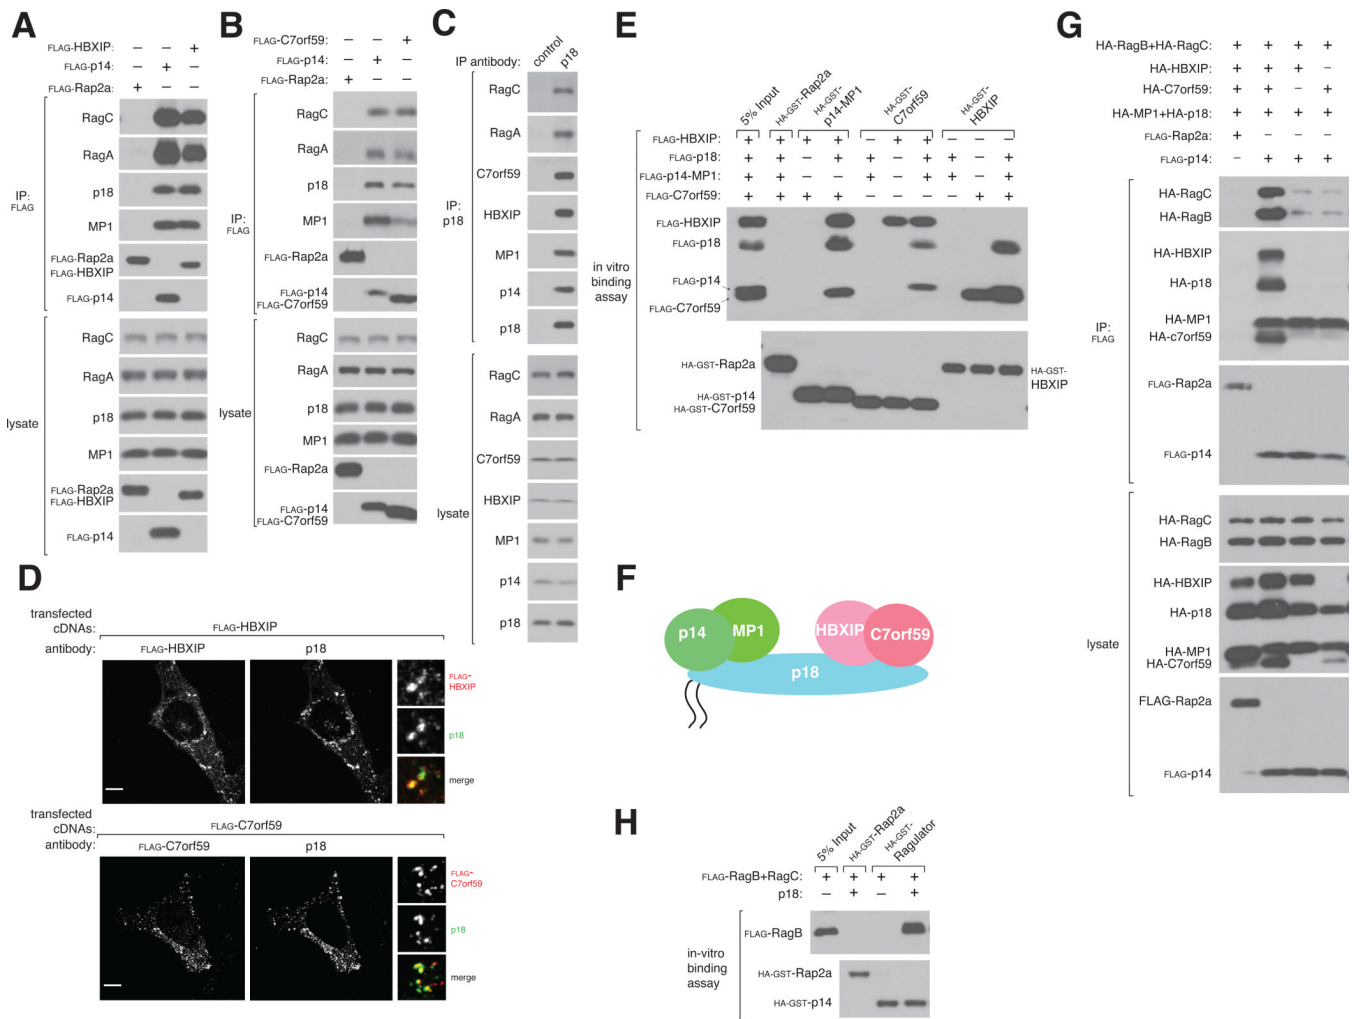 A
FLAG-HBXIP: – – +
FLAG-p14: – + –
FLAG-Rap2a: + – –
IP: FLAG
RagC
RagA
p18
MP1
FLAG-Rap2a
FLAG-HBXIP
FLAG-p14
lysate
RagC
RagA
p18
MP1
FLAG-Rap2a
FLAG-HBXIP
FLAG-p14
B
FLAG-C7orf59: – – +
FLAG-p14: – + –
FLAG-Rap2a: + – –
IP: FLAG
RagC
RagA
p18
MP1
FLAG-Rap2a
FLAG-p14
FLAG-C7orf59
lysate
RagC
RagA
p18
MP1
FLAG-Rap2a
FLAG-p14
FLAG-C7orf59
C
IP antibody: control p18
IP: p18
RagC
RagA
C7orf59
HBXIP
MP1
p14
p18
lysate
RagC
RagA
C7orf59
HBXIP
MP1
p14
p18
D
transfected cDNAs: FLAG-HBXIP
antibody: FLAG-HBXIP p18
FLAG-HBXIP
p18
merge
transfected cDNAs: FLAG-C7orf59
antibody: FLAG-C7orf59 p18
FLAG-C7orf59
p18
merge
E
5% Input
HA-GST-Rap2a
HA-GST-p14-MP1
HA-GST-C7orf59
HA-GST-HBXIP
FLAG-HBXIP: + + + + – + + – – +
FLAG-p18: + + – + + – + + – +
FLAG-p14-MP1: + + – – + – + + – +
FLAG-C7orf59: + + + + – – – – + +
in vitro binding assay
FLAG-HBXIP
FLAG-p18
FLAG-p14
FLAG-C7orf59
HA-GST-Rap2a
HA-GST-p14
HA-GST-C7orf59
HA-GST-HBXIP
F
p14
MP1
HBXIP
C7orf59
p18
G
HA-RagB+HA-RagC: + + + +
HA-HBXIP: + + + –
HA-C7orf59: + + – +
HA-MP1+HA-p18: + + + +
FLAG-Rap2a: + – – –
FLAG-p14: – + + +
IP: FLAG
HA-RagC
HA-RagB
HA-HBXIP
HA-p18
HA-MP1
HA-c7orf59
FLAG-Rap2a
FLAG-p14
lysate
HA-RagC
HA-RagB
HA-HBXIP
HA-p18
HA-MP1
HA-C7orf59
FLAG-Rap2a
FLAG-p14
H
5% Input
HA-GST-Rap2a
HA-GST-Ragulator
FLAG-RagB+RagC: + + + +
p18: – + – +
in-vitro binding assay
FLAG-RagB
HA-GST-Rap2a
HA-GST-p14